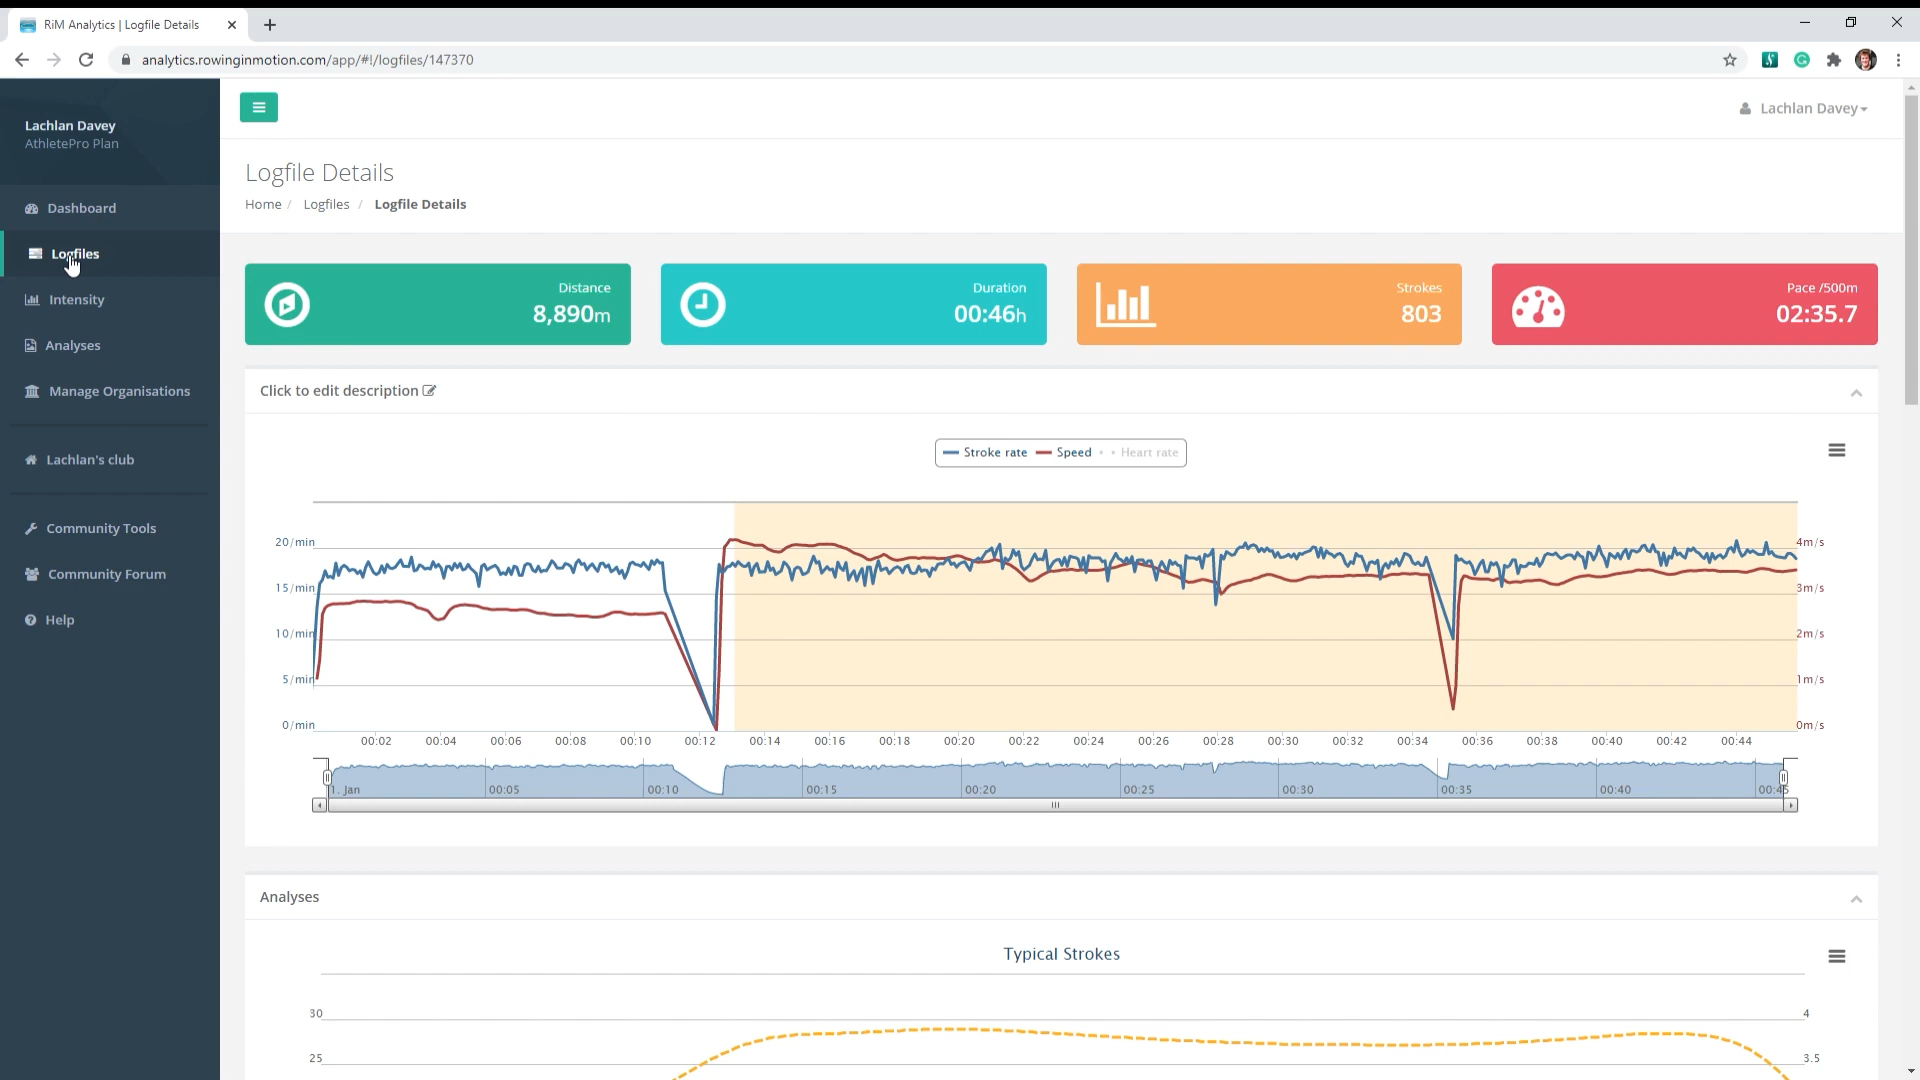 RiM Analytics | Logfile Details
analytics.rowinginmotion.com/app/#!/logfiles/147370
Lachlan Davey
AthletePro Plan
Dashboard
Logfiles
Intensity
Analyses
Manage Organisations
Lachlan's club
Community Tools
Community Forum
Help
Lachlan Davey
Logfile Details
Home / Logfiles / Logfile Details
Distance
8,890m
Duration
00:46h
Strokes
803
Pace /500m
02:35.7
Click to edit description
Stroke rate Speed Heart rate
20/min 4m/s
15/min 3m/s
10/min 2m/s
5/min 1m/s
0/min 0m/s
00:02 00:04 00:06 00:08 00:10 00:12 00:14 00:16 00:18 00:20 00:22 00:24 00:26 00:28 00:30 00:32 00:34 00:36 00:38 00:40 00:42 00:44
1. Jan 00:05 00:10 00:15 00:20 00:25 00:30 00:35 00:40 00:45
Analyses
Typical Strokes
30 4
25 3.5